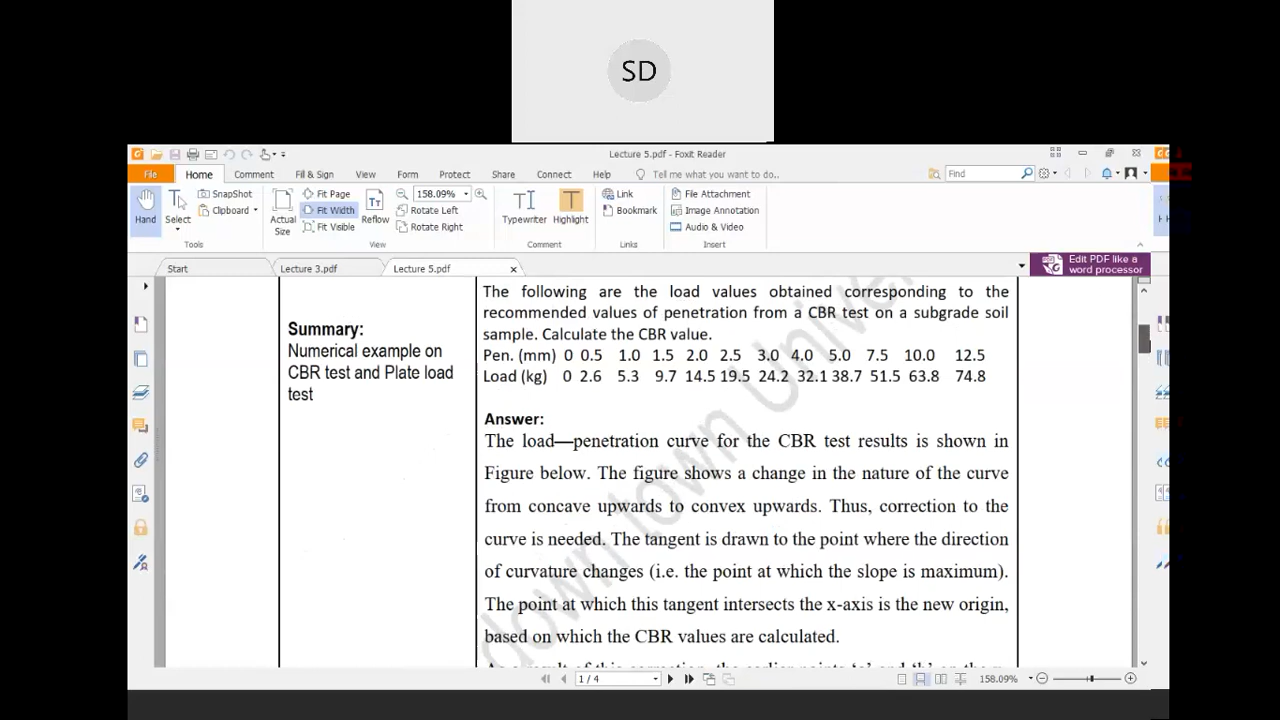 SD
Lecture 5.pdf - Foxit Reader
File Home Comment Fill & Sign View Form Protect Share Connect Help Tell me what you want to do.. Find
Hand
Select
SnapShot
Clipboard
Tools
Actual Size
Fit Page
Fit Width
Fit Visible
Reflow
158.09%
Rotate Left
Rotate Right
View
Typewriter
Highlight
Comment
Link
Bookmark
Links
File Attachment
Image Annotation
Audio & Video
Insert
Start Lecture 3.pdf Lecture 5.pdf
Edit PDF like a
word processor
Summary:
Numerical example on
CBR test and Plate load
test
The following are the load values obtained corresponding to the
recommended values of penetration from a CBR test on a subgrade soil
sample. Calculate the CBR value.
Pen. (mm) 0 0.5 1.0 1.5 2.0 2.5 3.0 4.0 5.0 7.5 10.0 12.5
Load (kg) 0 2.6 5.3 9.7 14.5 19.5 24.2 32.1 38.7 51.5 63.8 74.8
Answer:
The load—penetration curve for the CBR test results is shown in
Figure below. The figure shows a change in the nature of the curve
from concave upwards to convex upwards. Thus, correction to the
curve is needed. The tangent is drawn to the point where the direction
of curvature changes (i.e. the point at which the slope is maximum).
The point at which this tangent intersects the x-axis is the new origin,
based on which the CBR values are calculated.
down town Univer
1 / 4
158.09%